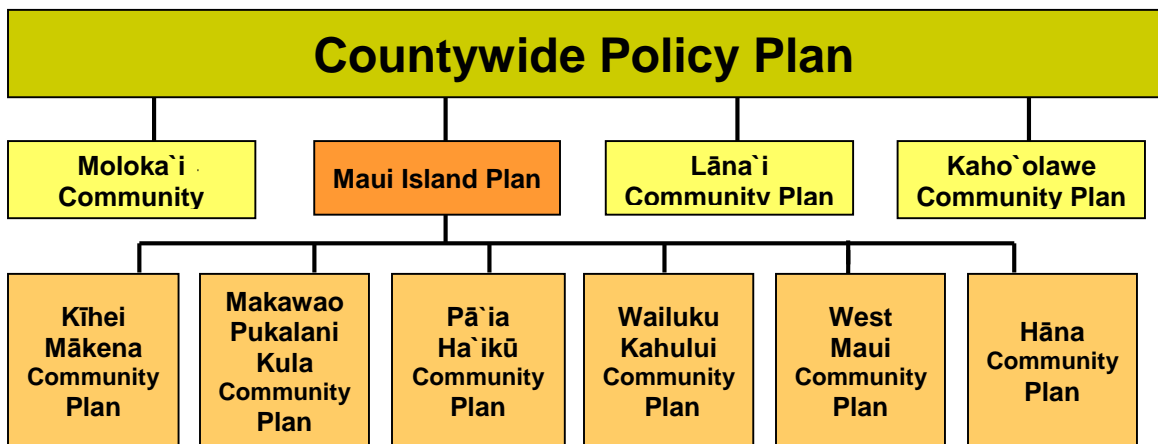 Countywide Policy Plan
Moloka`i
Community
Maui Island Plan
Lāna`i
Community Plan
Kaho`olawe
Community Plan
Kīhei
Mākena
Community
Plan
Makawao
Pukalani
Kula
Community
Plan
Pā`ia
Ha`ikū
Community
Plan
Wailuku
Kahului
Community
Plan
West
Maui
Community
Plan
Hāna
Community
Plan